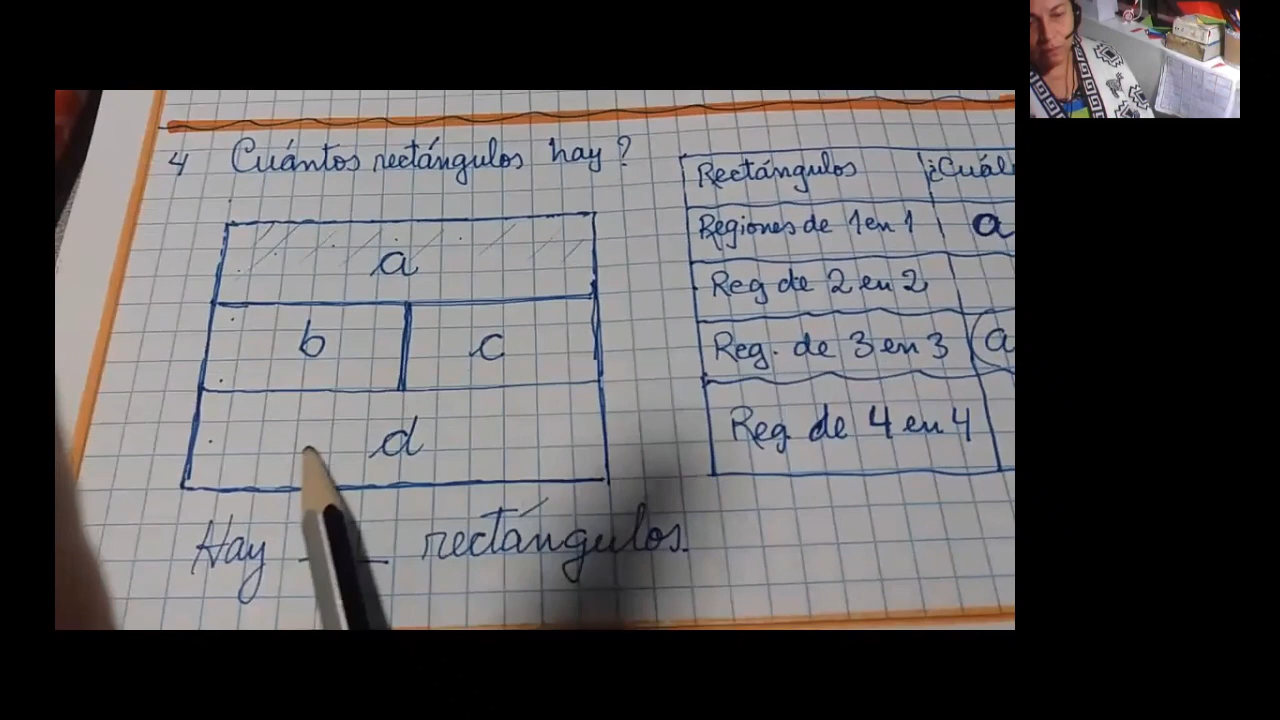 4 Cuántos rectángulos hay?
a
b c
d
Hay rectángulos.
Rectángulos ¿Cuál
Regiones de 1 en 1 a
Reg de 2 en 2
Reg. de 3 en 3 (a
Reg. de 4 en 4